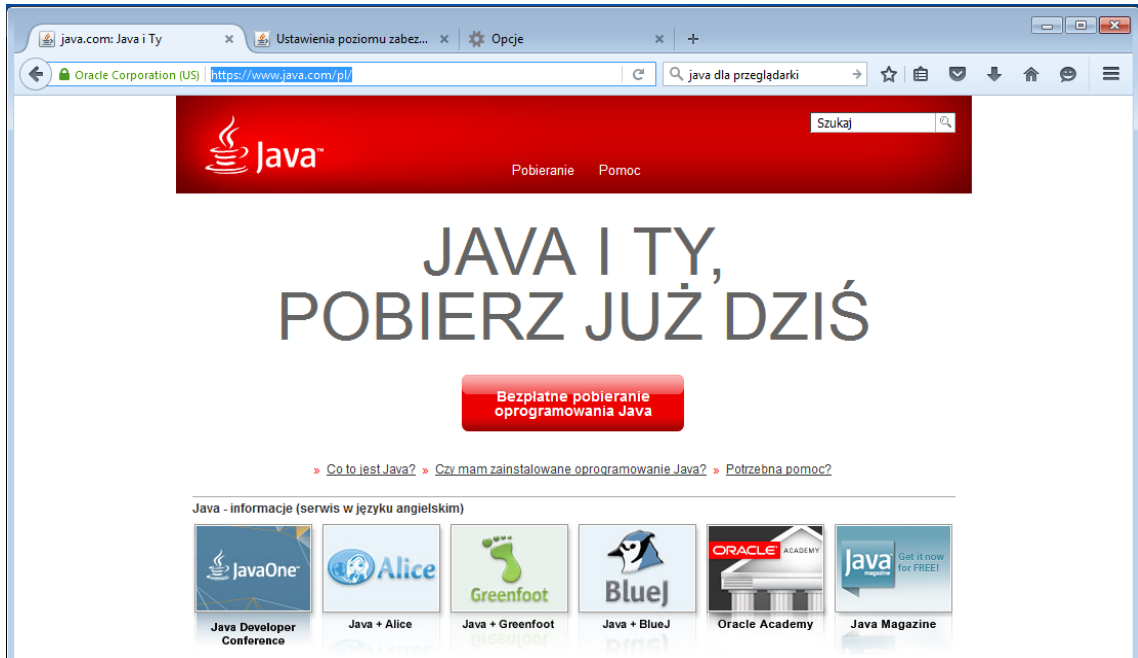 java.com: Java i Ty
Ustawienia poziomu zabez...
Opcje
Oracle Corporation (US)
https://www.java.com/pl/
java dla przeglądarki
Szukaj
Java™
Pobieranie Pomoc
JAVA I TY,
POBIERZ JUŻ DZIŚ
Bezpłatne pobieranie
oprogramowania Java
» Co to jest Java? » Czy mam zainstalowane oprogramowanie Java? » Potrzebna pomoc?
Java - informacje (serwis w języku angielskim)
JavaOne™
Alice
Greenfoot
BlueJ
ORACLE ACADEMY
Java magazine
Get it now
for FREE!
Java Developer
Conference
Java + Alice
Java + Greenfoot
Java + BlueJ
Oracle Academy
Java Magazine